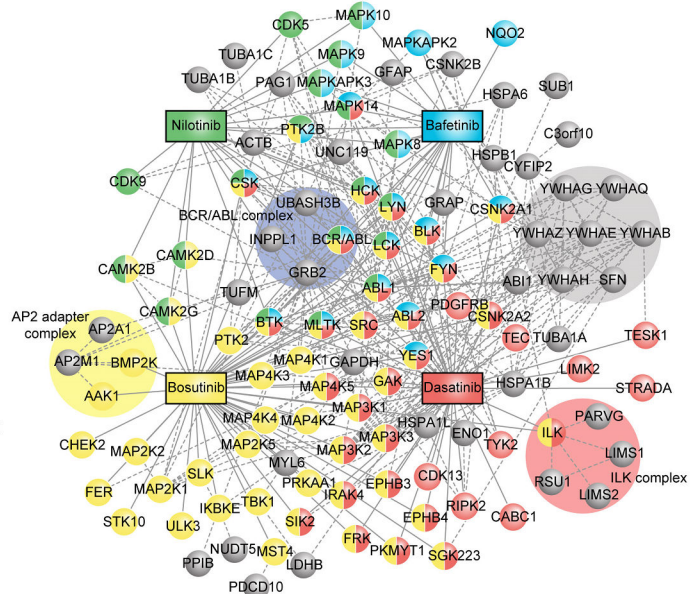 MAPK10
CDK5
NQO2
MAPKAPK2
TUBA1C
MAPK9
CSNK2B
GFAP
TUBA1B
PAG1
MAPKAPK3
SUB1
HSPA6
MAPK14
Nilotinib
Bafetinib
PTK2B
C3orf10
ACTB
MAPK8
UNC119
HSPB1
CYFIP2
CDK9
CSK
HCK
YWHAG YWHAQ
LYN
GRAP
CSNK2A1
UBASH3B
BCR/ABL complex
BLK
INPPL1
BCR/ABL
LCK
YWHAZ YWHAE YWHAB
CAMK2D
CAMK2B
GRB2
FYN
ABI1
YWHAH
SFN
ABL1
TUFM
PDGFRB
CAMK2G
AP2 adapter
complex
AP2A1
BTK
MLTK
SRC
ABL2
CSNK2A2
PTK2
TEC
TUBA1A
TESK1
AP2M1
BMP2K
MAP4K1
GAPDH
YES1
MAP4K3
LIMK2
AAK1
Bosutinib
MAP4K5
GAK
Dasatinib
HSPA1B
STRADA
MAP4K4
MAP4K2
MAP3K1
HSPA1L
PARVG
CHEK2
MAP2K2
MAP2K5
MAP3K2
MAP3K3
ENO1
TYK2
ILK
LIMS1
MYL6
ILK complex
SLK
PRKAA1
EPHB3
CDK13
RSU1
LIMS2
FER
MAP2K1
IKBKE
TBK1
IRAK4
RIPK2
CABC1
STK10
ULK3
SIK2
EPHB4
FRK
PKMYT1
SGK223
NUDT5
MST4
PPIB
LDHB
PDCD10